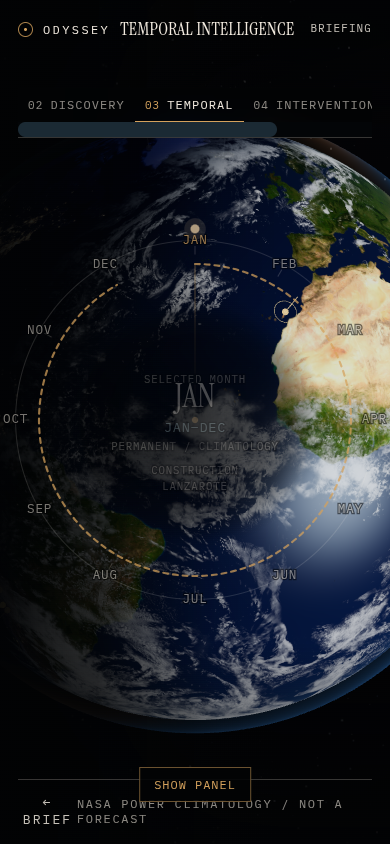 ODYSSEY TEMPORAL INTELLIGENCE BRIEFING
02 DISCOVERY 03 TEMPORAL 04 INTERVENTION
JAN
DEC FEB
NOV MAR
SELECTED MONTH
JAN
OCT APR
JAN–DEC
PERMANENT / CLIMATOLOGY
CONSTRUCTION
LANZAROTE
SEP MAY
AUG JUN
JUL
SHOW PANEL
← BRIEF
NASA POWER CLIMATOLOGY / NOT A
FORECAST